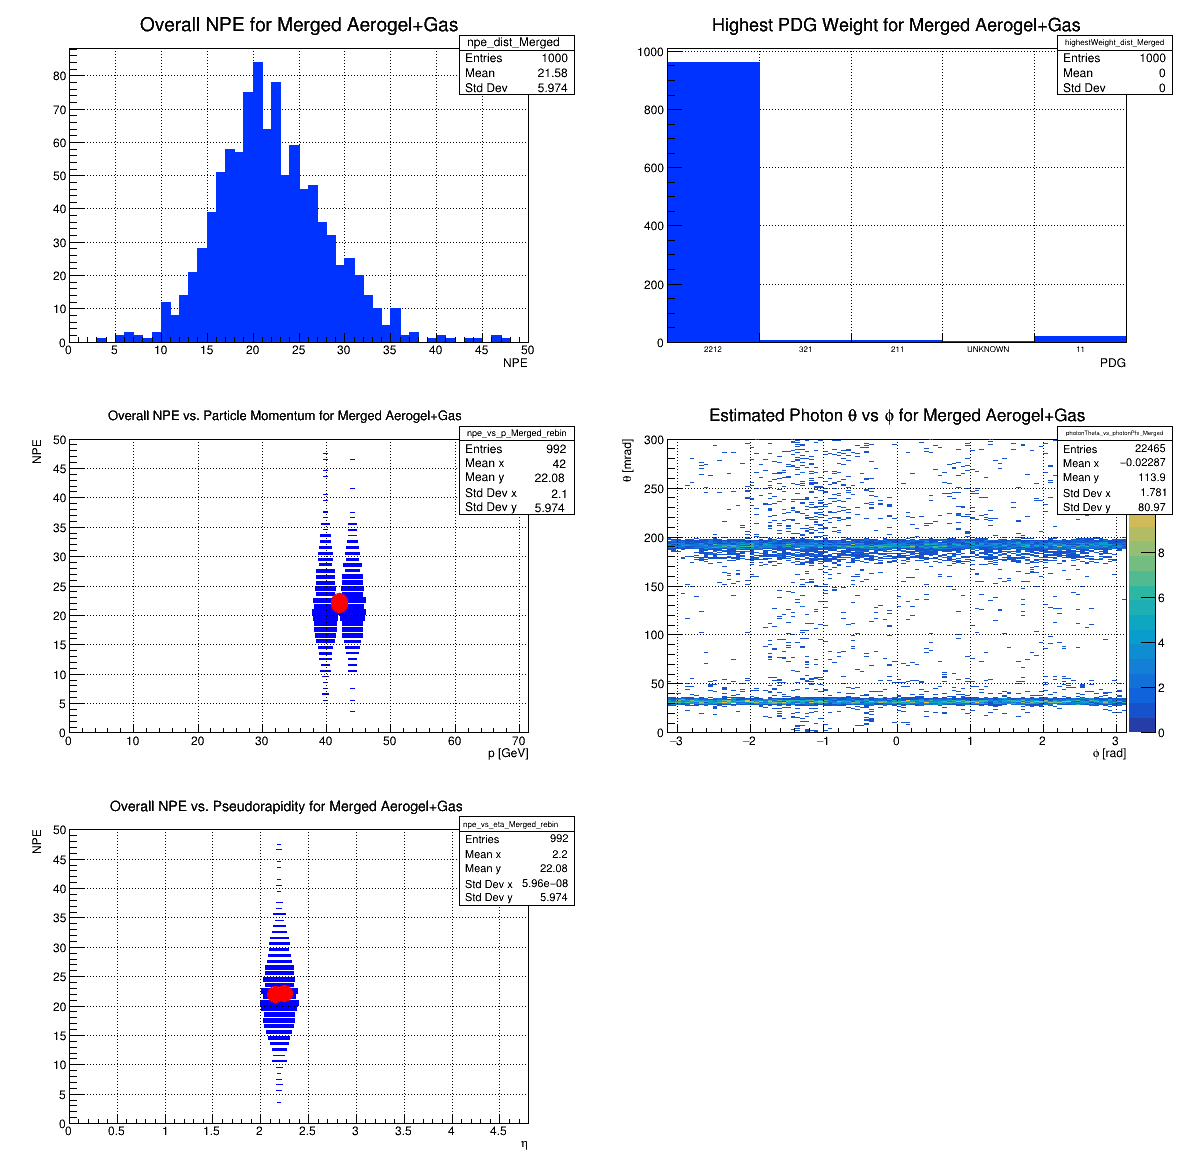 Overall NPE for Merged Aerogel+Gas
npe_dist_Merged
Entries 1000
Mean 21.58
Std Dev 5.974
80
70
60
50
40
30
20
10
0
0 5 10 15 20 25 30 35 40 45 50
NPE
Highest PDG Weight for Merged Aerogel+Gas
highestWeight_dist_Merged
Entries 1000
Mean 0
Std Dev 0
1000
800
600
400
200
0
2212 321 211 UNKNOWN 11
PDG
Overall NPE vs. Particle Momentum for Merged Aerogel+Gas
npe_vs_p_Merged_rebin
Entries 992
Mean x 42
Mean y 22.08
Std Dev x 2.1
Std Dev y 5.974
NPE
50
45
40
35
30
25
20
15
10
5
0
0 10 20 30 40 50 60 70
p [GeV]
Estimated Photon θ vs ϕ for Merged Aerogel+Gas
photonTheta_vs_photonPhi_Merged
Entries 22465
Mean x −0.02287
Mean y 113.9
Std Dev x 1.781
Std Dev y 80.97
θ [mrad]
300
250
200
150
100
50
0
−3 −2 −1 0 1 2 3
ϕ [rad]
8
6
4
2
0
Overall NPE vs. Pseudorapidity for Merged Aerogel+Gas
npe_vs_eta_Merged_rebin
Entries 992
Mean x 2.2
Mean y 22.08
Std Dev x 5.96e−08
Std Dev y 5.974
NPE
50
45
40
35
30
25
20
15
10
5
0
0 0.5 1 1.5 2 2.5 3 3.5 4 4.5
η